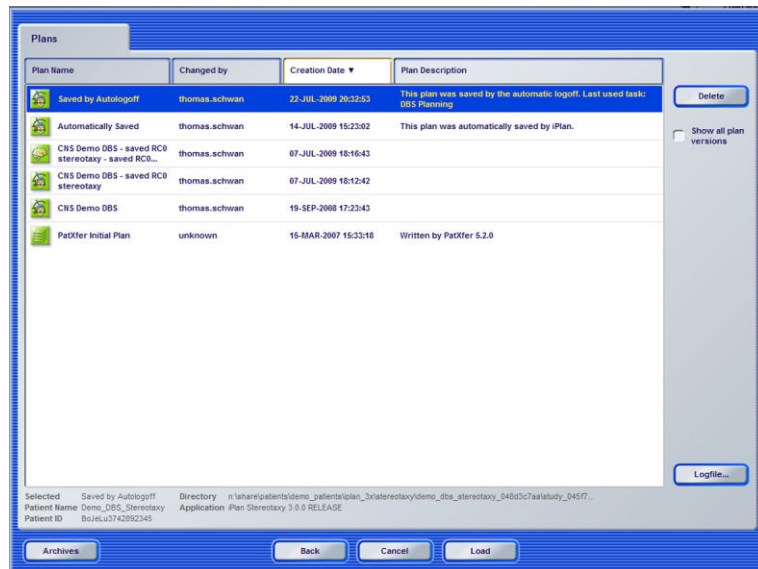 Plans
Plan Name Changed by Creation Date ▼ Plan Description
Saved by Autologoff thomas.schwan 22-JUL-2009 20:32:53 This plan was saved by the automatic logoff. Last used task:
DBS Planning
Automatically Saved thomas.schwan 14-JUL-2009 15:23:02 This plan was automatically saved by iPlan.
CNS Demo DBS - saved RC0
stereotaxy - saved RC0... thomas.schwan 07-JUL-2009 18:16:43
CNS Demo DBS - saved RC0
stereotaxy thomas.schwan 07-JUL-2009 18:12:42
CNS Demo DBS thomas.schwan 19-SEP-2008 17:23:43
PatXfer Initial Plan unknown 15-MAR-2007 15:33:18 Written by PatXfer 5.2.0
Delete
Show all plan
versions
Logfile...
Selected Saved by Autologoff Directory n:\share\patients\demo_patients\iplan_3x\stereotaxy\demo_dbs_stereotaxy_048d3c7aa\study_045f7...
Patient Name Demo_DBS_Stereotaxy Application iPlan Stereotaxy 3.0.0 RELEASE
Patient ID BoJeLu3742892345
Archives Back Cancel Load